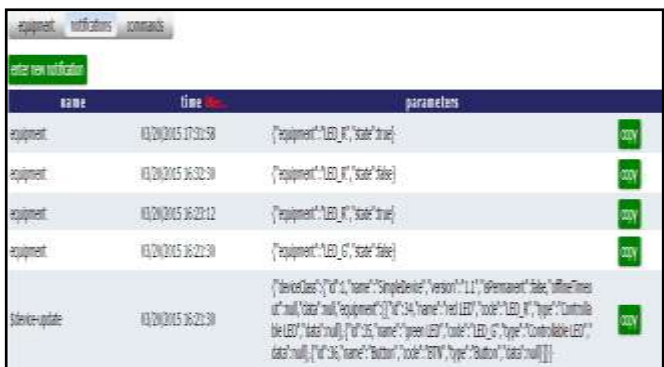 equipment notifications commands
enter new notification
name time parameters
equipment 03/29/2015 17:31:58 {"equipment":"LED_R","state":true} copy
equipment 03/29/2015 16:32:30 {"equipment":"LED_R","state":false} copy
equipment 03/29/2015 16:23:12 {"equipment":"LED_R","state":true} copy
equipment 03/29/2015 16:21:30 {"equipment":"LED_G","state":false} copy
{"deviceClass":{"id":1,"name":"SimpleDevice","version":"1.1","isPermanent":false,"offlineTimeo
$device-update 03/29/2015 16:21:30 ut":null,"data":null,"equipment":[{"id":34,"name":"red LED","code":"LED_R","type":"Controlla copy
ble LED","data":null},{"id":35,"name":"green LED","code":"LED_G","type":"Controllable LED","
data":null},{"id":36,"name":"Button","code":"BTN","type":"Button","data":null}]}}